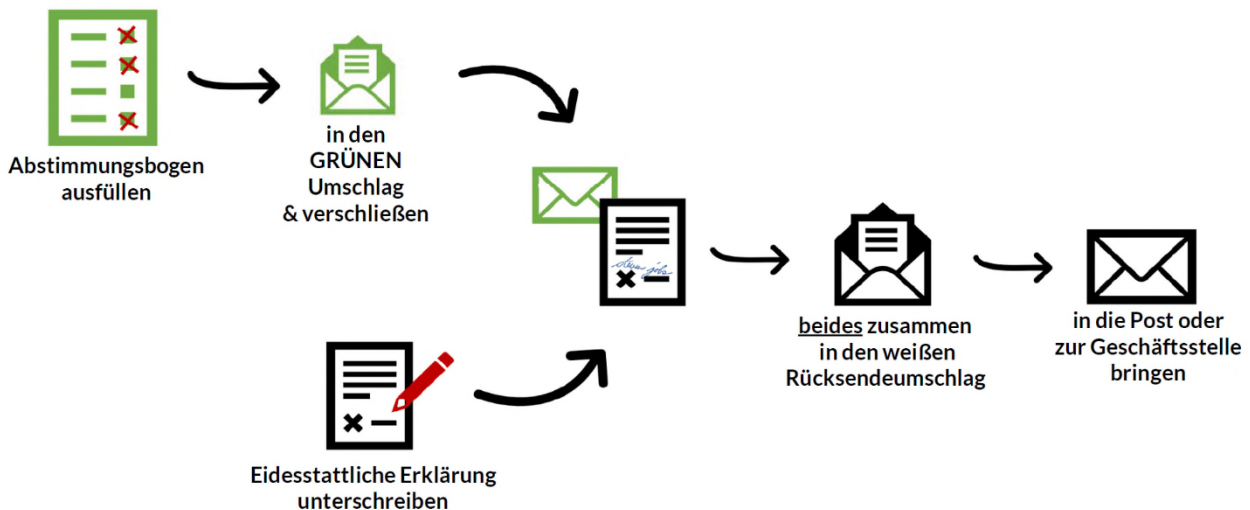 Abstimmungsbogen
ausfüllen
in den
GRÜNEN
Umschlag
& verschließen
Eidesstattliche Erklärung
unterschreiben
beides zusammen
in den weißen
Rücksendeumschlag
in die Post oder
zur Geschäftsstelle
bringen